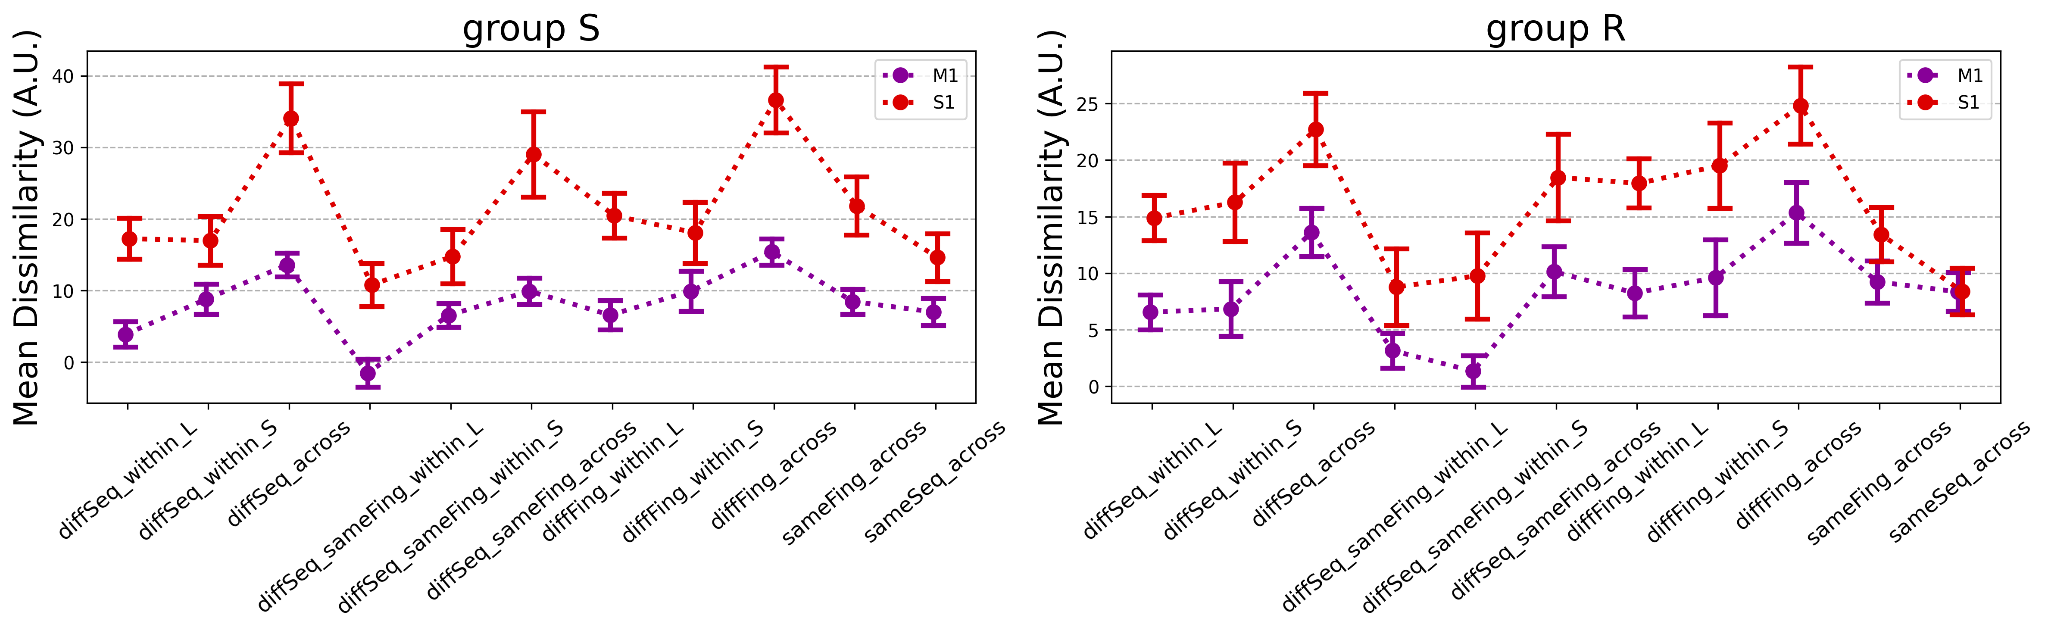 group S
Mean Dissimilarity (A.U.)
40
30
20
10
0
M1
S1
diffSeq_within_L
diffSeq_within_S
diffSeq_across
diffSeq_sameFing_within_L
diffSeq_sameFing_within_S
diffSeq_sameFing_across
diffFing_within_L
diffFing_within_S
diffFing_across
sameFing_across
sameSeq_across
group R
Mean Dissimilarity (A.U.)
25
20
15
10
5
0
M1
S1
diffSeq_within_L
diffSeq_within_S
diffSeq_across
diffSeq_sameFing_within_L
diffSeq_sameFing_within_S
diffSeq_sameFing_across
diffFing_within_L
diffFing_within_S
diffFing_across
sameFing_across
sameSeq_across